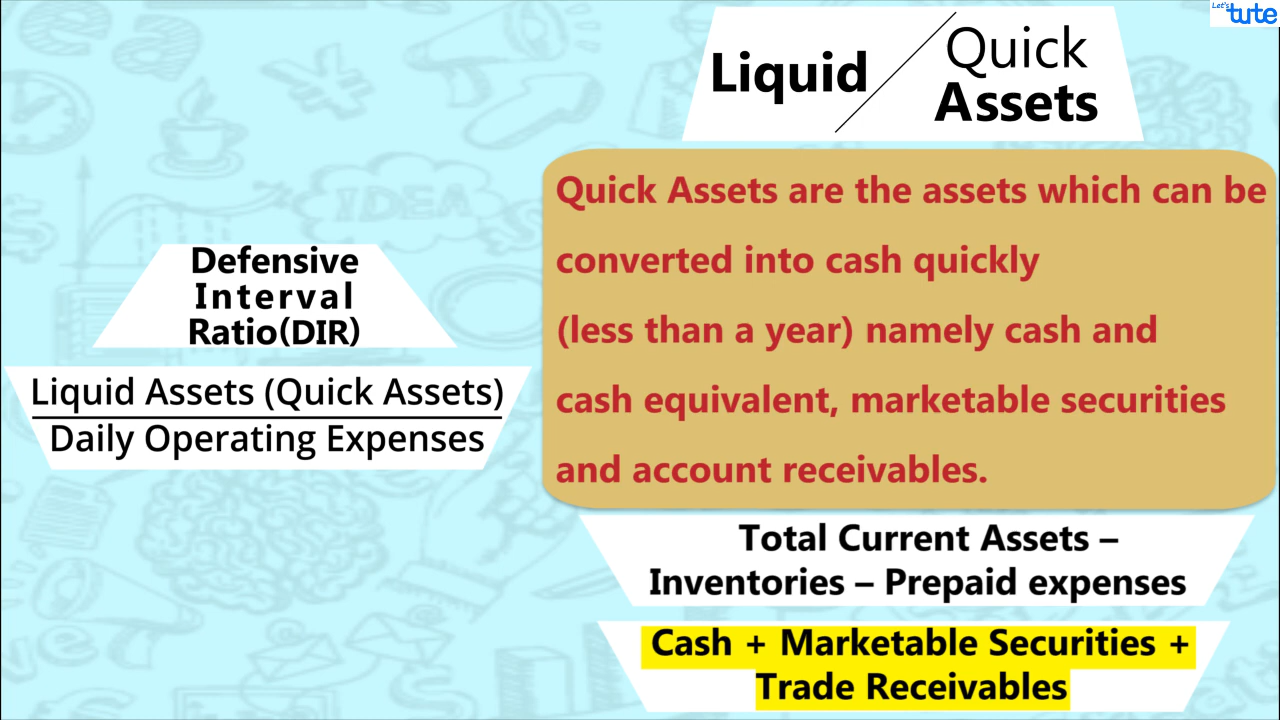 Let's
tute
Liquid
Quick
Assets
Defensive
Interval
Ratio(DIR)
Liquid Assets (Quick Assets)
Daily Operating Expenses
Quick Assets are the assets which can be
converted into cash quickly
(less than a year) namely cash and
cash equivalent, marketable securities
and account receivables.
Total Current Assets –
Inventories – Prepaid expenses
Cash + Marketable Securities +
Trade Receivables
IDEA